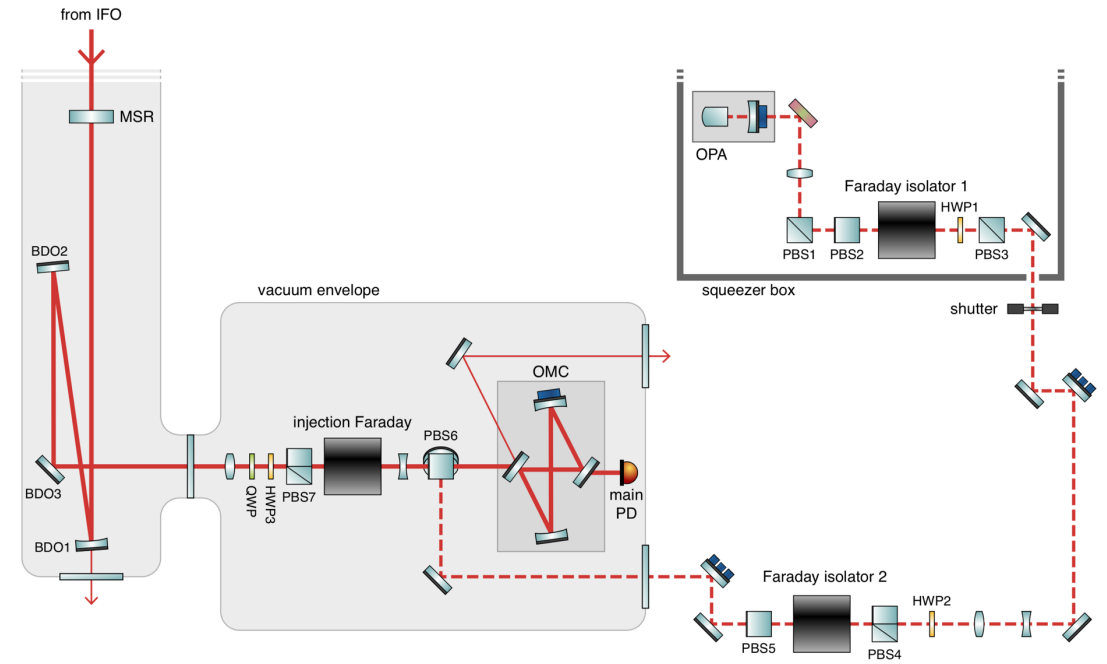 from IFO
MSR
OPA
Faraday isolator 1
HWP1
PBS1
PBS2
PBS3
BDO2
squeezer box
vacuum envelope
shutter
OMC
injection Faraday
PBS6
BDO3
QWP
HWP3
PBS7
main
PD
BDO1
Faraday isolator 2
HWP2
PBS5
PBS4